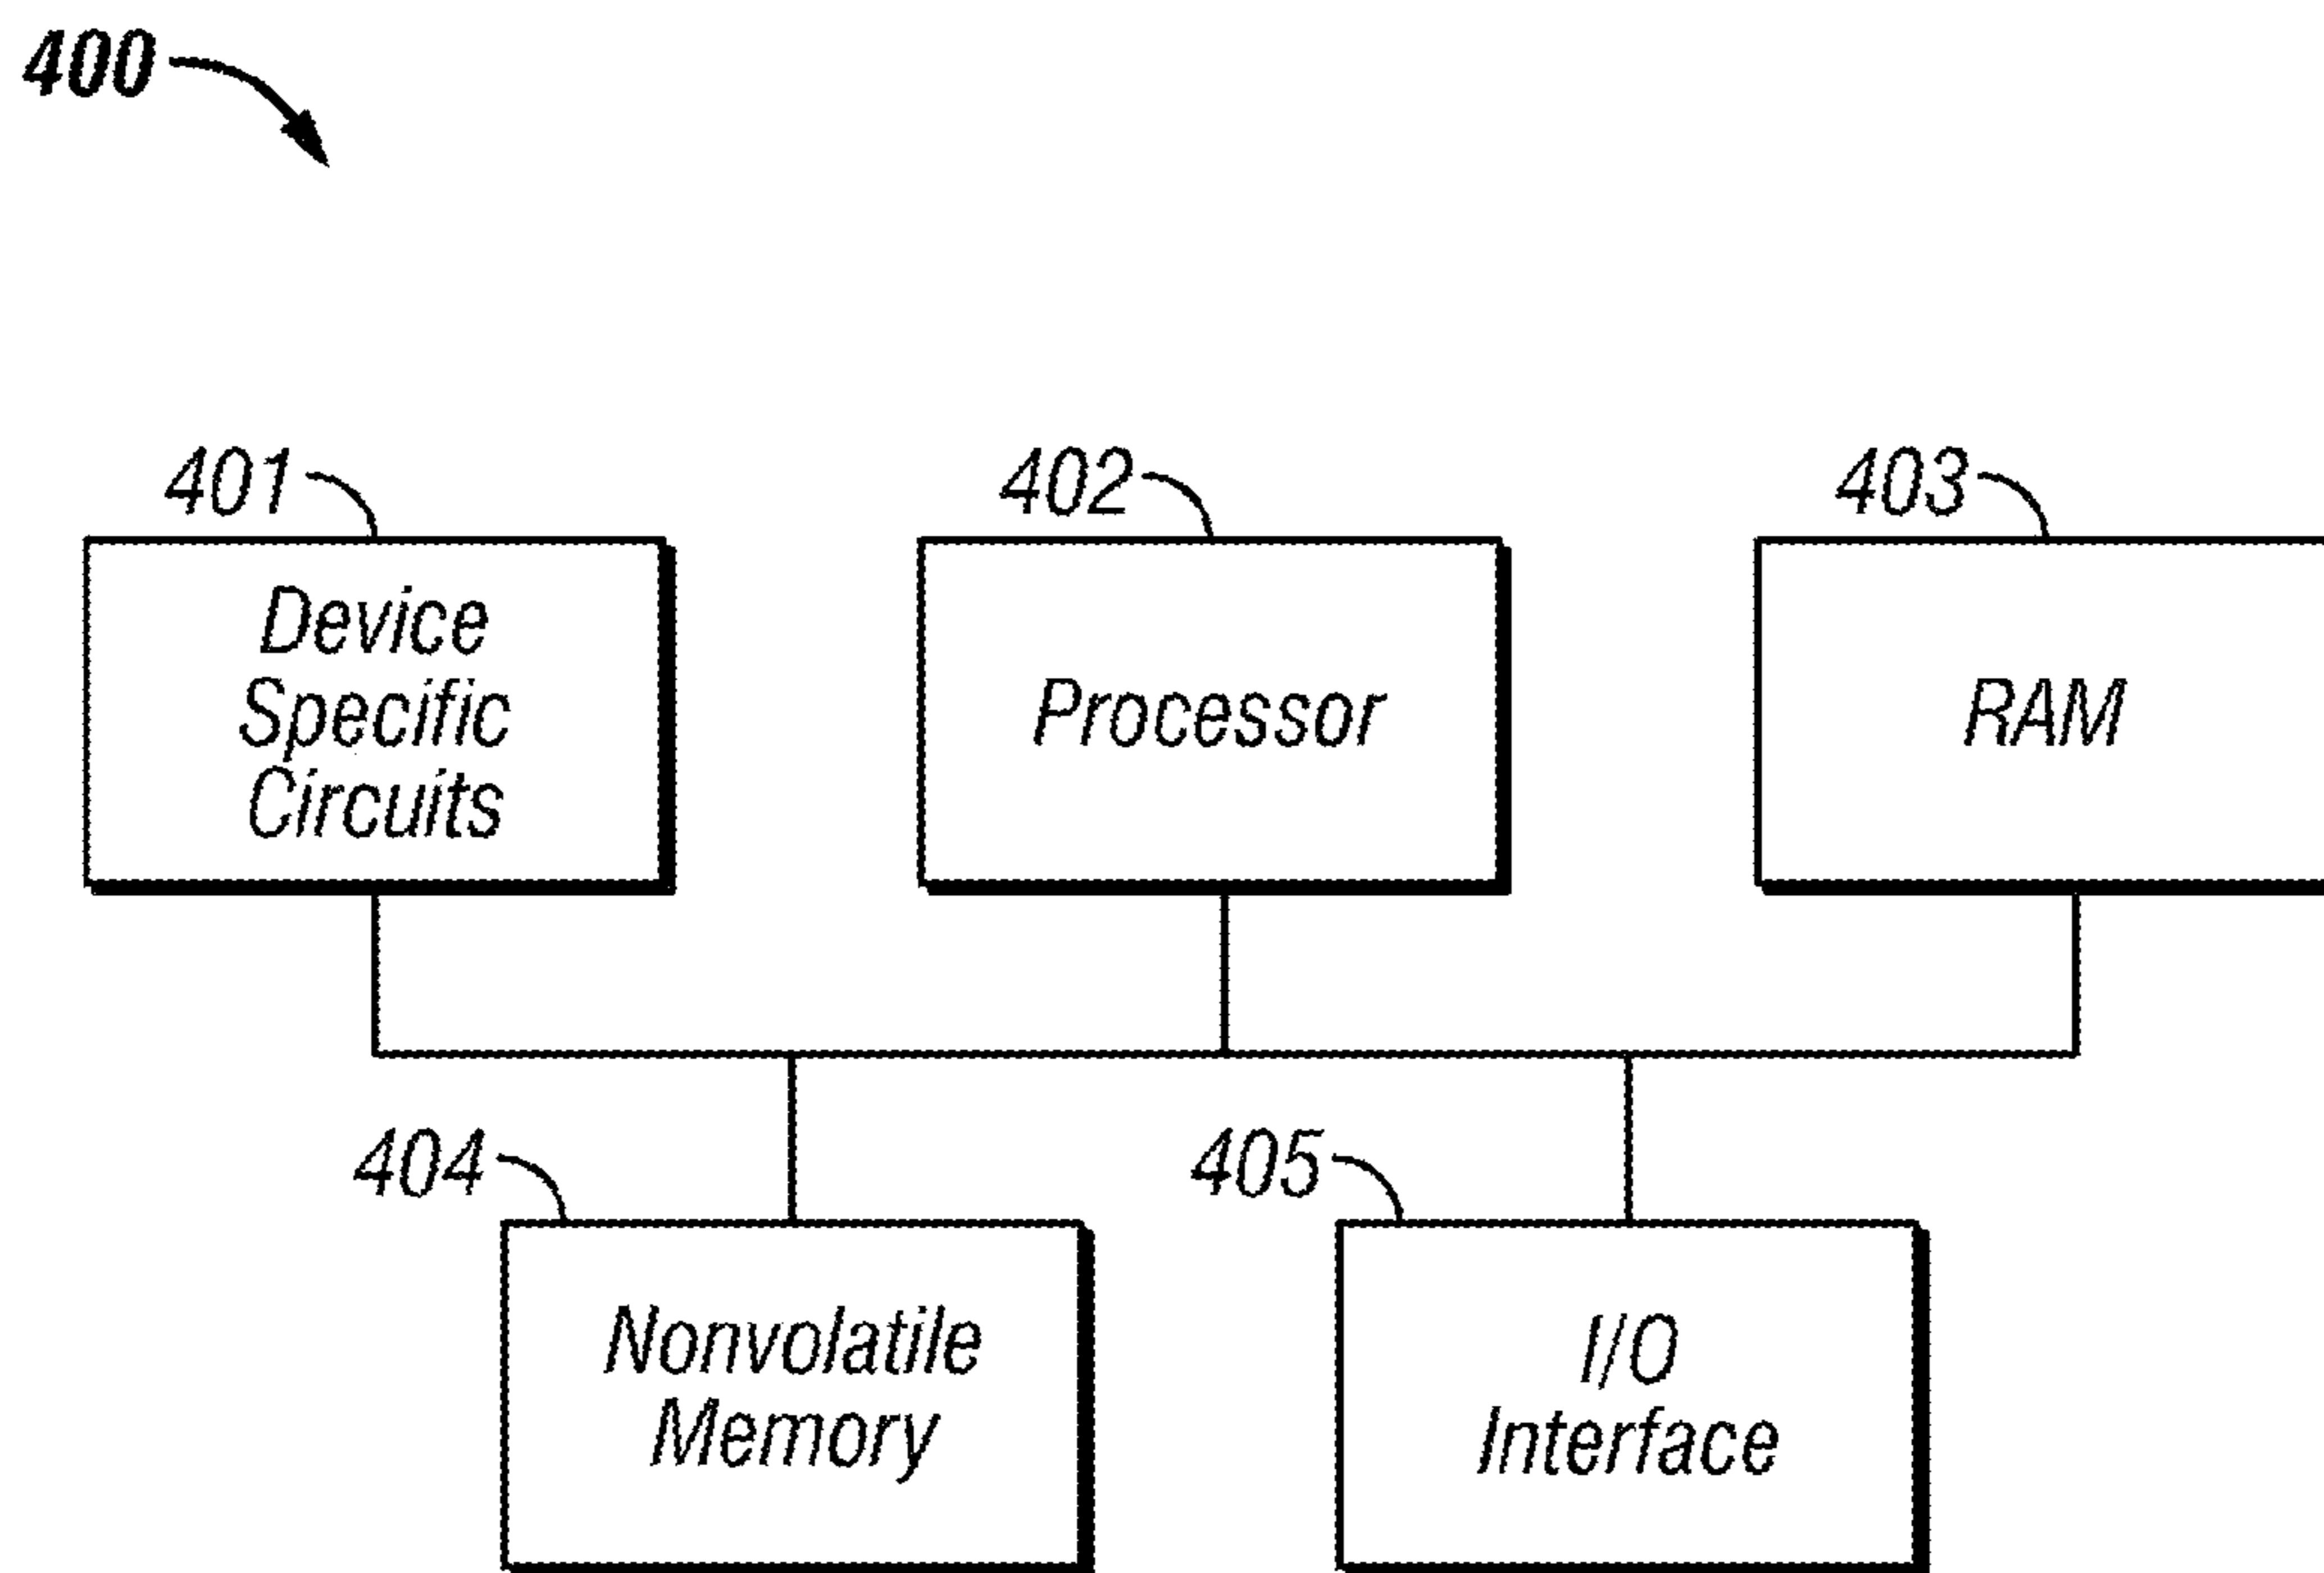 400
401
402
403
Device
Specific
Circuits
Processor
RAM
404
405
Nonvolatile
Memory
I/O
Interface